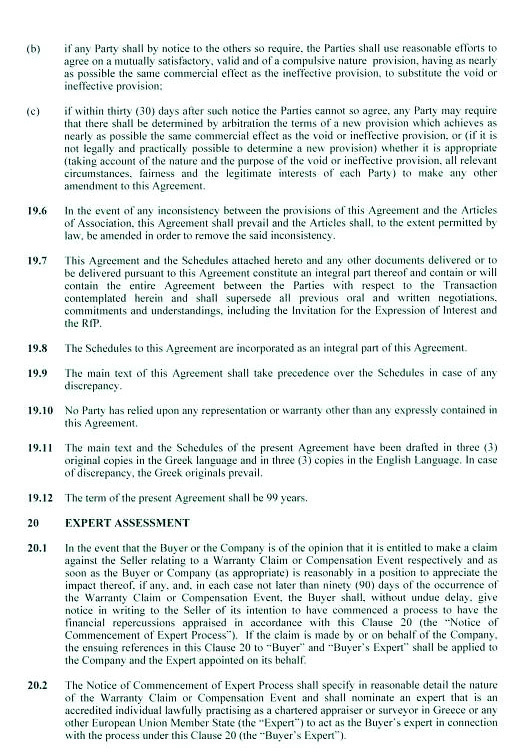 (b) if any Party shall by notice to the others so require, the Parties shall use reasonable efforts to
agree on a mutually satisfactory, valid and of a compulsive nature provision, having as nearly
as possible the same commercial effect as the ineffective provision, to substitute the void or
ineffective provision;
(c) if within thirty (30) days after such notice the Parties cannot so agree, any Party may require
that there shall be determined by arbitration the terms of a new provision which achieves as
nearly as possible the same commercial effect as the void or ineffective provision, or (if it is
not legally and practically possible to determine a new provision) whether it is appropriate
(taking account of the nature and the purpose of the void or ineffective provision, all relevant
circumstances, fairness and the legitimate interests of each Party) to make any other
amendment to this Agreement.
19.6 In the event of any inconsistency between the provisions of this Agreement and the Articles
of Association, this Agreement shall prevail and the Articles shall, to the extent permitted by
law, be amended in order to remove the said inconsistency.
19.7 This Agreement and the Schedules attached hereto and any other documents delivered or to
be delivered pursuant to this Agreement constitute an integral part thereof and contain or will
contain the entire Agreement between the Parties with respect to the Transaction
contemplated herein and shall supersede all previous oral and written negotiations,
commitments and understandings, including the Invitation for the Expression of Interest and
the RfP.
19.8 The Schedules to this Agreement are incorporated as an integral part of this Agreement.
19.9 The main text of this Agreement shall take precedence over the Schedules in case of any
discrepancy.
19.10 No Party has relied upon any representation or warranty other than any expressly contained in
this Agreement.
19.11 The main text and the Schedules of the present Agreement have been drafted in three (3)
original copies in the Greek language and in three (3) copies in the English Language. In case
of discrepancy, the Greek originals prevail.
19.12 The term of the present Agreement shall be 99 years.
20 EXPERT ASSESSMENT
20.1 In the event that the Buyer or the Company is of the opinion that it is entitled to make a claim
against the Seller relating to a Warranty Claim or Compensation Event respectively and as
soon as the Buyer or Company (as appropriate) is reasonably in a position to appreciate the
impact thereof, if any, and, in each case not later than ninety (90) days of the occurrence of
the Warranty Claim or Compensation Event, the Buyer shall, without undue delay, give
notice in writing to the Seller of its intention to have commenced a process to have the
financial repercussions appraised in accordance with this Clause 20 (the "Notice of
Commencement of Expert Process"). If the claim is made by or on behalf of the Company,
the ensuing references in this Clause 20 to "Buyer" and "Buyer's Expert" shall be applied to
the Company and the Expert appointed on its behalf.
20.2 The Notice of Commencement of Expert Process shall specify in reasonable detail the nature
of the Warranty Claim or Compensation Event and shall nominate an expert that is an
accredited individual lawfully practising as a chartered appraiser or surveyor in Greece or any
other European Union Member State (the "Expert") to act as the Buyer's expert in connection
with the process under this Clause 20 (the "Buyer's Expert").